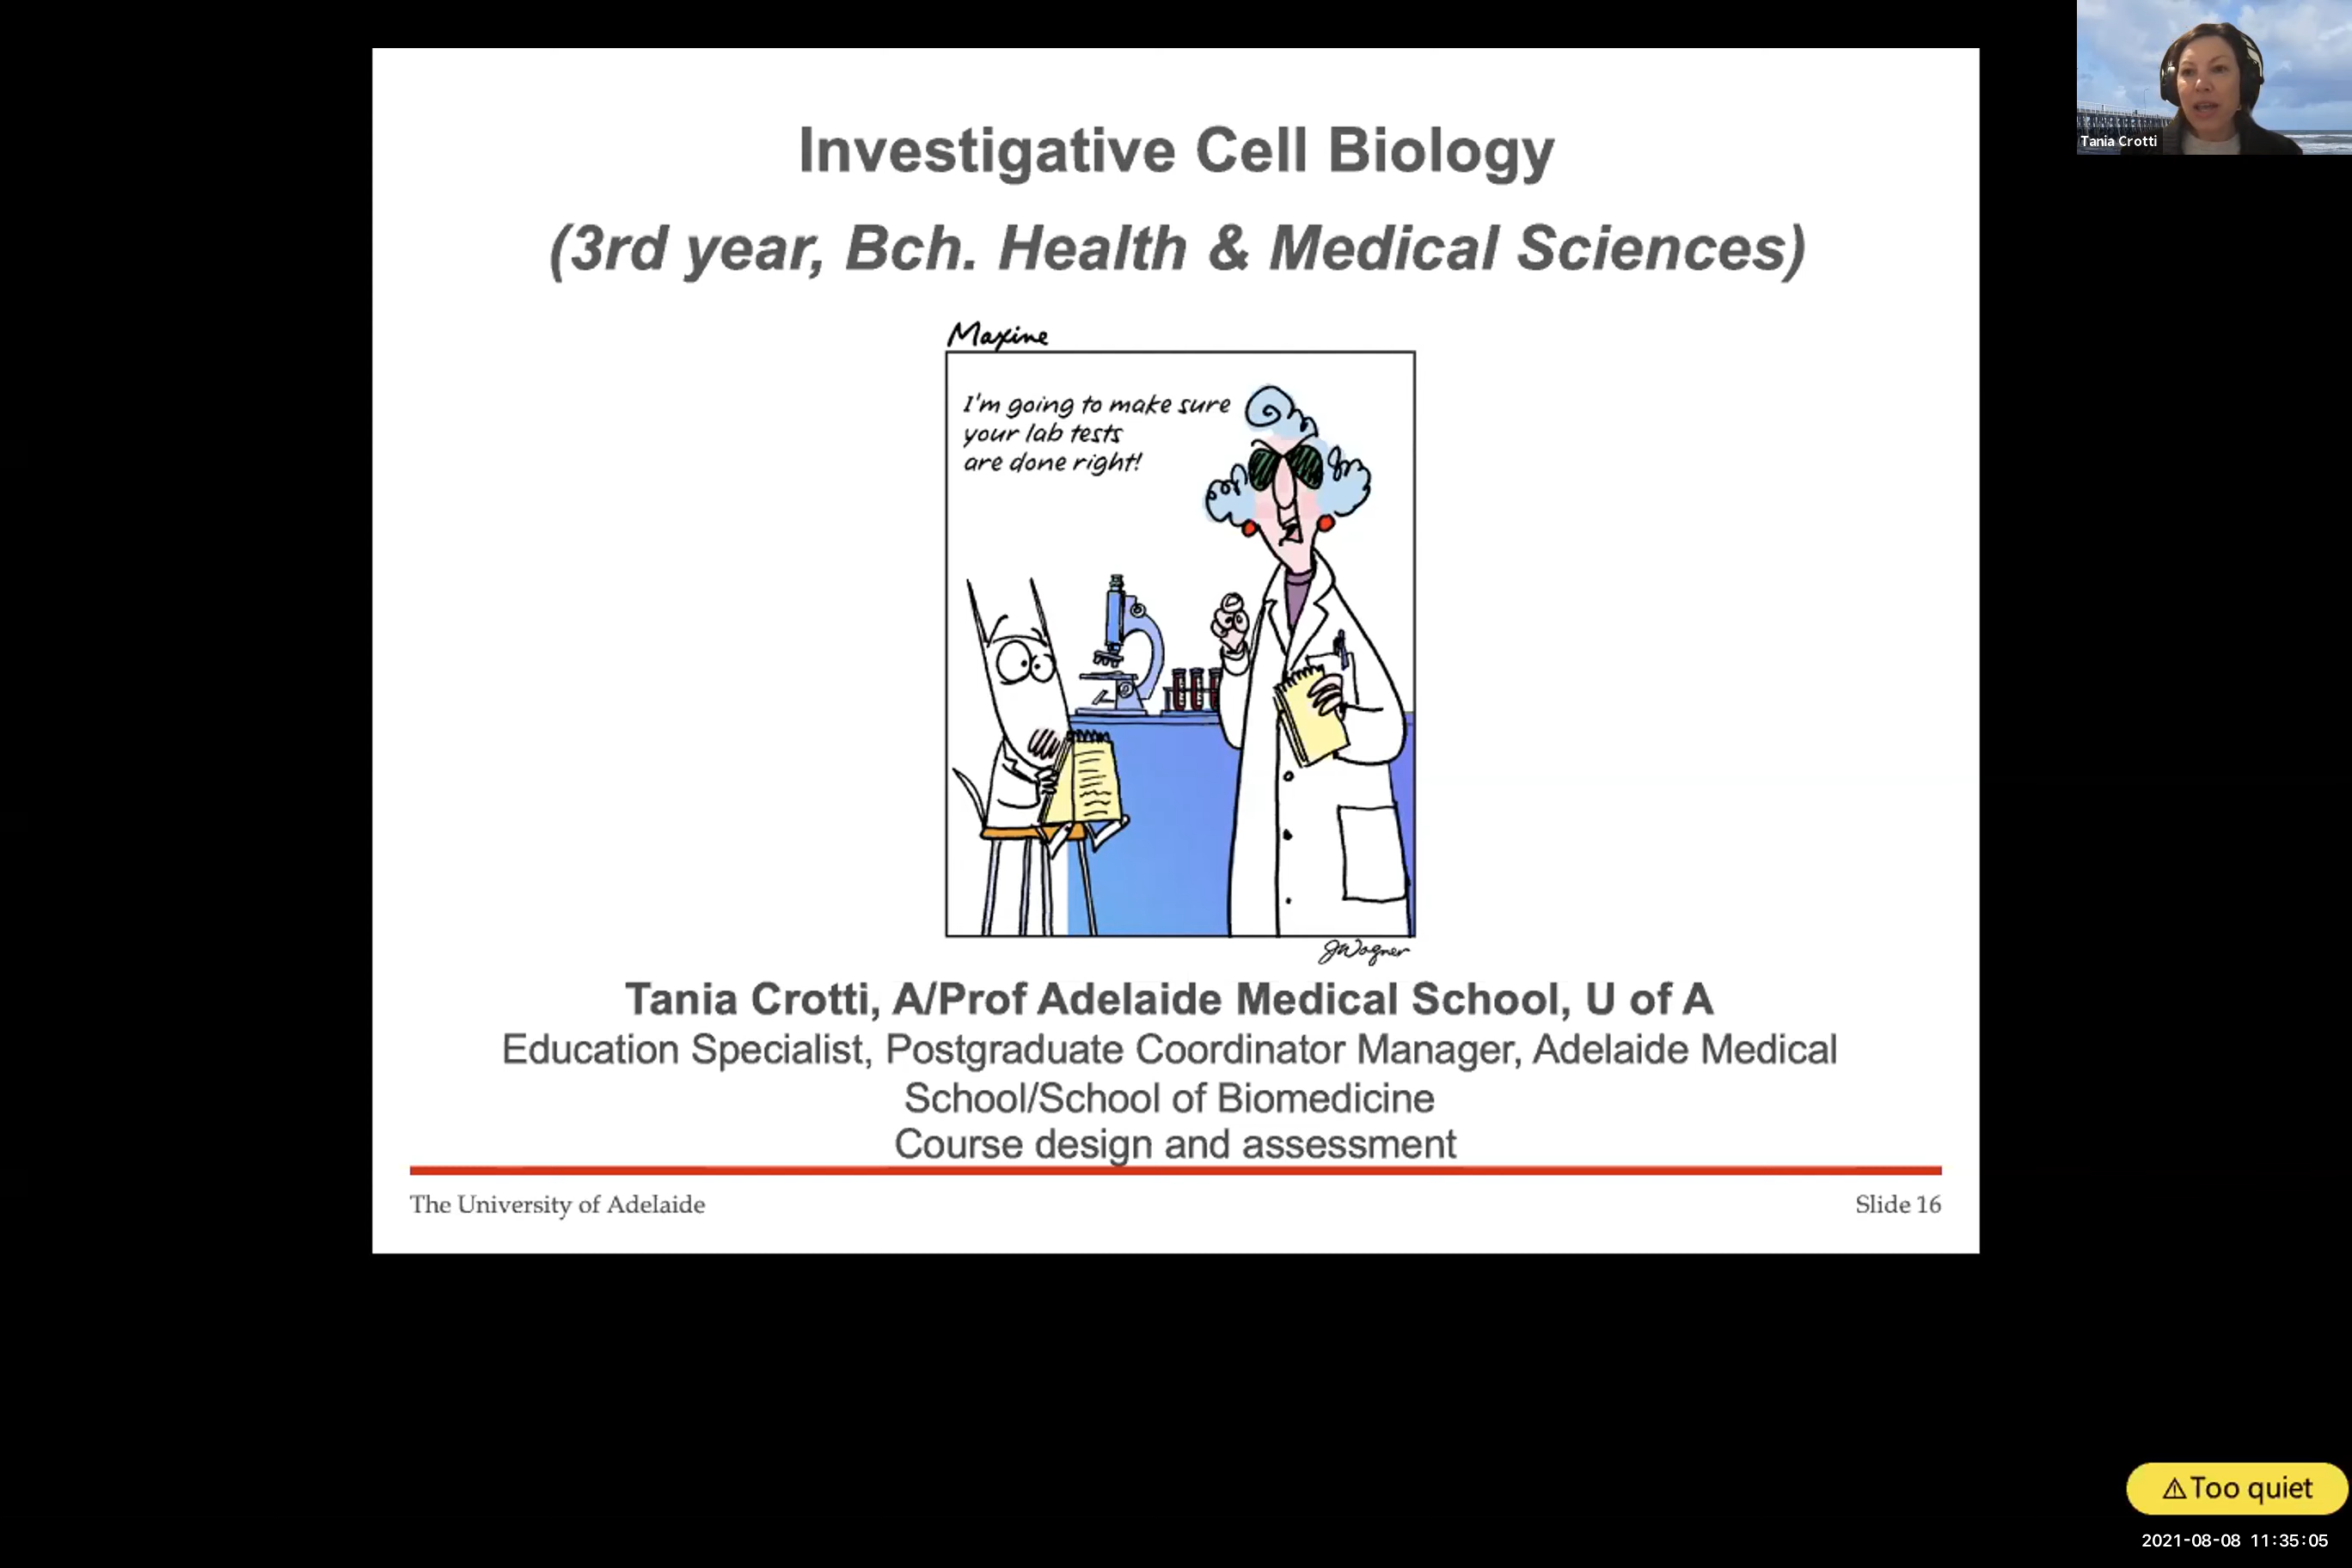 Investigative Cell Biology
(3rd year, Bch. Health & Medical Sciences)
Maxine
I'm going to make sure
your lab tests
are done right!
JWagner
Tania Crotti, A/Prof Adelaide Medical School, U of A
Education Specialist, Postgraduate Coordinator Manager, Adelaide Medical
School/School of Biomedicine
Course design and assessment
The University of Adelaide
Slide 16
Tania Crotti
⚠Too quiet
2021-08-08 11:35:05